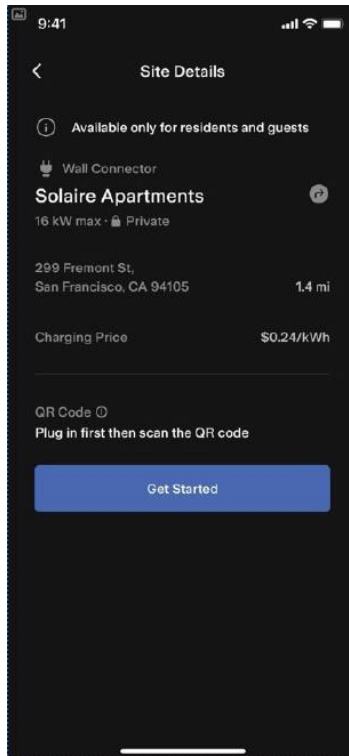 9:41
Site Details
Available only for residents and guests
Wall Connector
Solaire Apartments
16 kW max · Private
299 Fremont St,
San Francisco, CA 94105
1.4 mi
Charging Price
$0.24/kWh
QR Code
Plug in first then scan the QR code
Get Started